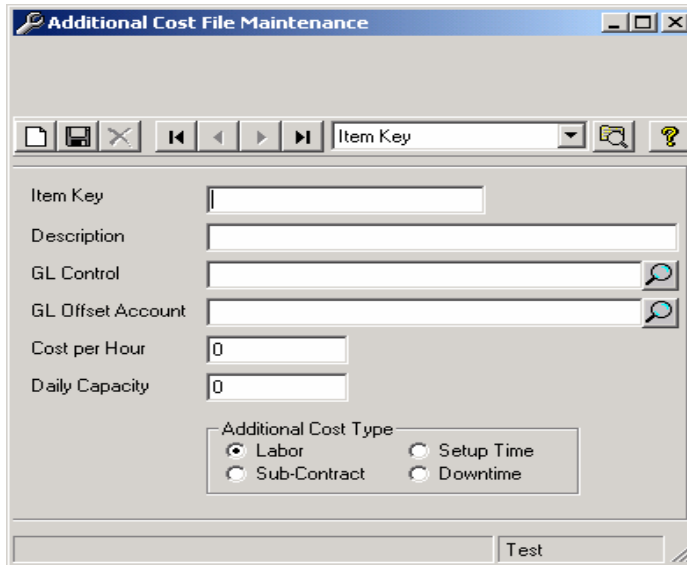 Additional Cost File Maintenance
Item Key
Item Key
Description
GL Control
GL Offset Account
Cost per Hour 0
Daily Capacity 0
Additional Cost Type
Labor Setup Time
Sub-Contract Downtime
Test